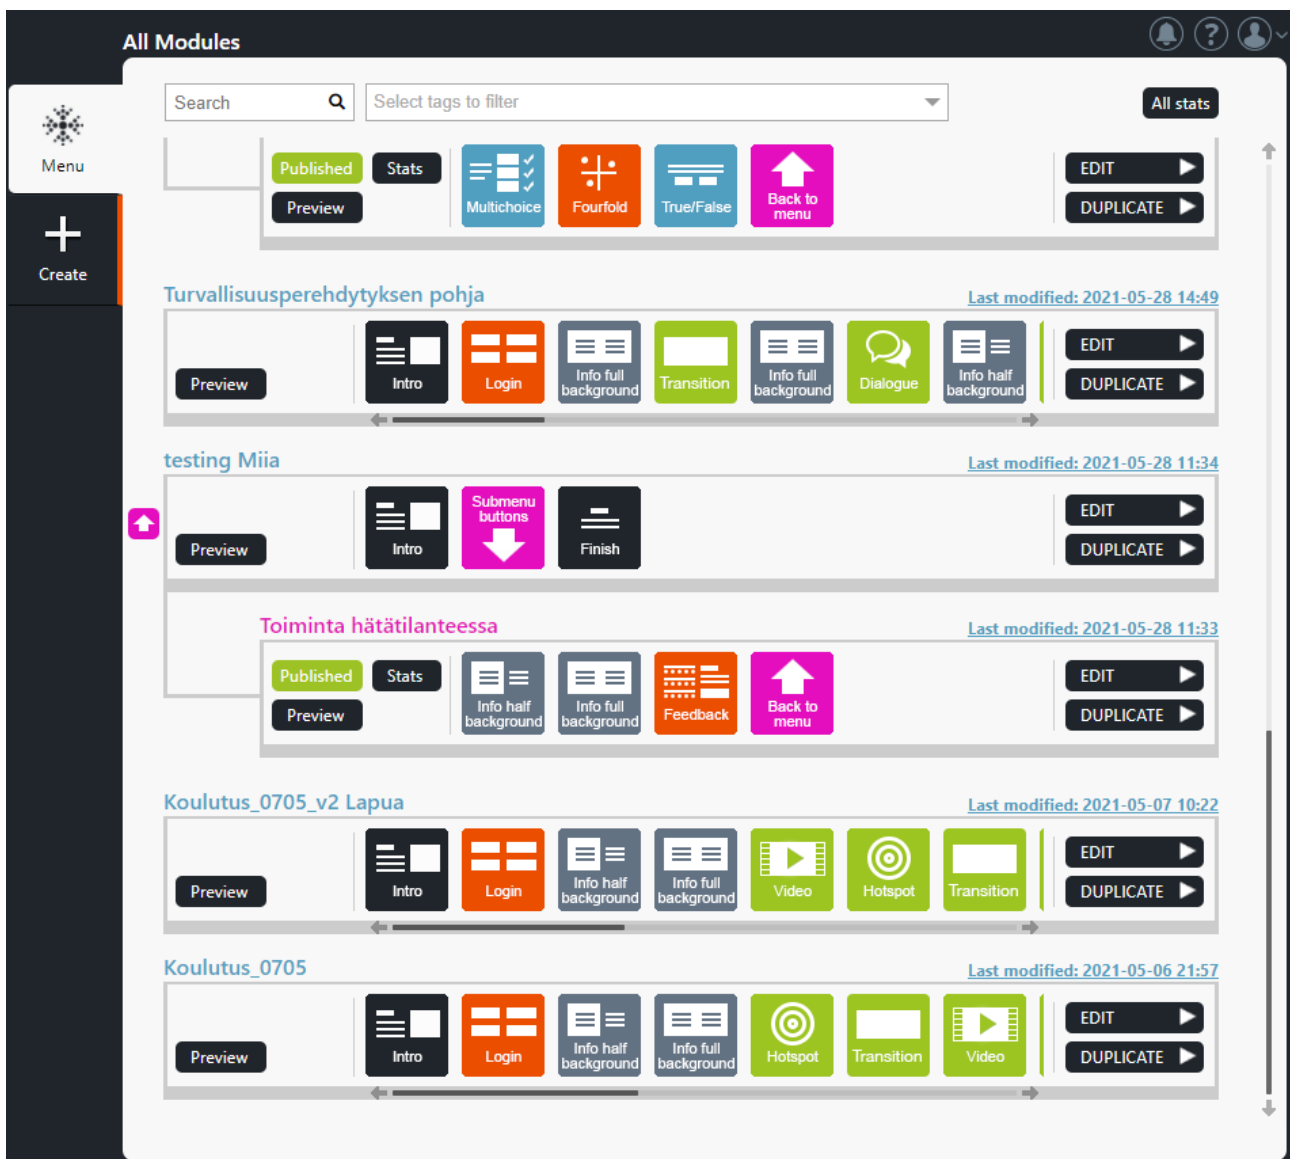 All Modules
?
Search
Select tags to filter
All stats
Menu
Create
Published
Stats
Preview
Multichoice
Fourfold
True/False
Back to
menu
EDIT
DUPLICATE
Turvallisuusperehdytyksen pohja
Last modified: 2021-05-28 14:49
Preview
Intro
Login
Info full
background
Transition
Info full
background
Dialogue
Info half
background
EDIT
DUPLICATE
testing Miia
Last modified: 2021-05-28 11:34
Preview
Intro
Submenu
buttons
Finish
EDIT
DUPLICATE
Toiminta hätätilanteessa
Last modified: 2021-05-28 11:33
Published
Stats
Preview
Info half
background
Info full
background
Feedback
Back to
menu
EDIT
DUPLICATE
Koulutus_0705_v2 Lapua
Last modified: 2021-05-07 10:22
Preview
Intro
Login
Info half
background
Info full
background
Video
Hotspot
Transition
EDIT
DUPLICATE
Koulutus_0705
Last modified: 2021-05-06 21:57
Preview
Intro
Login
Info half
background
Info full
background
Hotspot
Transition
Video
EDIT
DUPLICATE